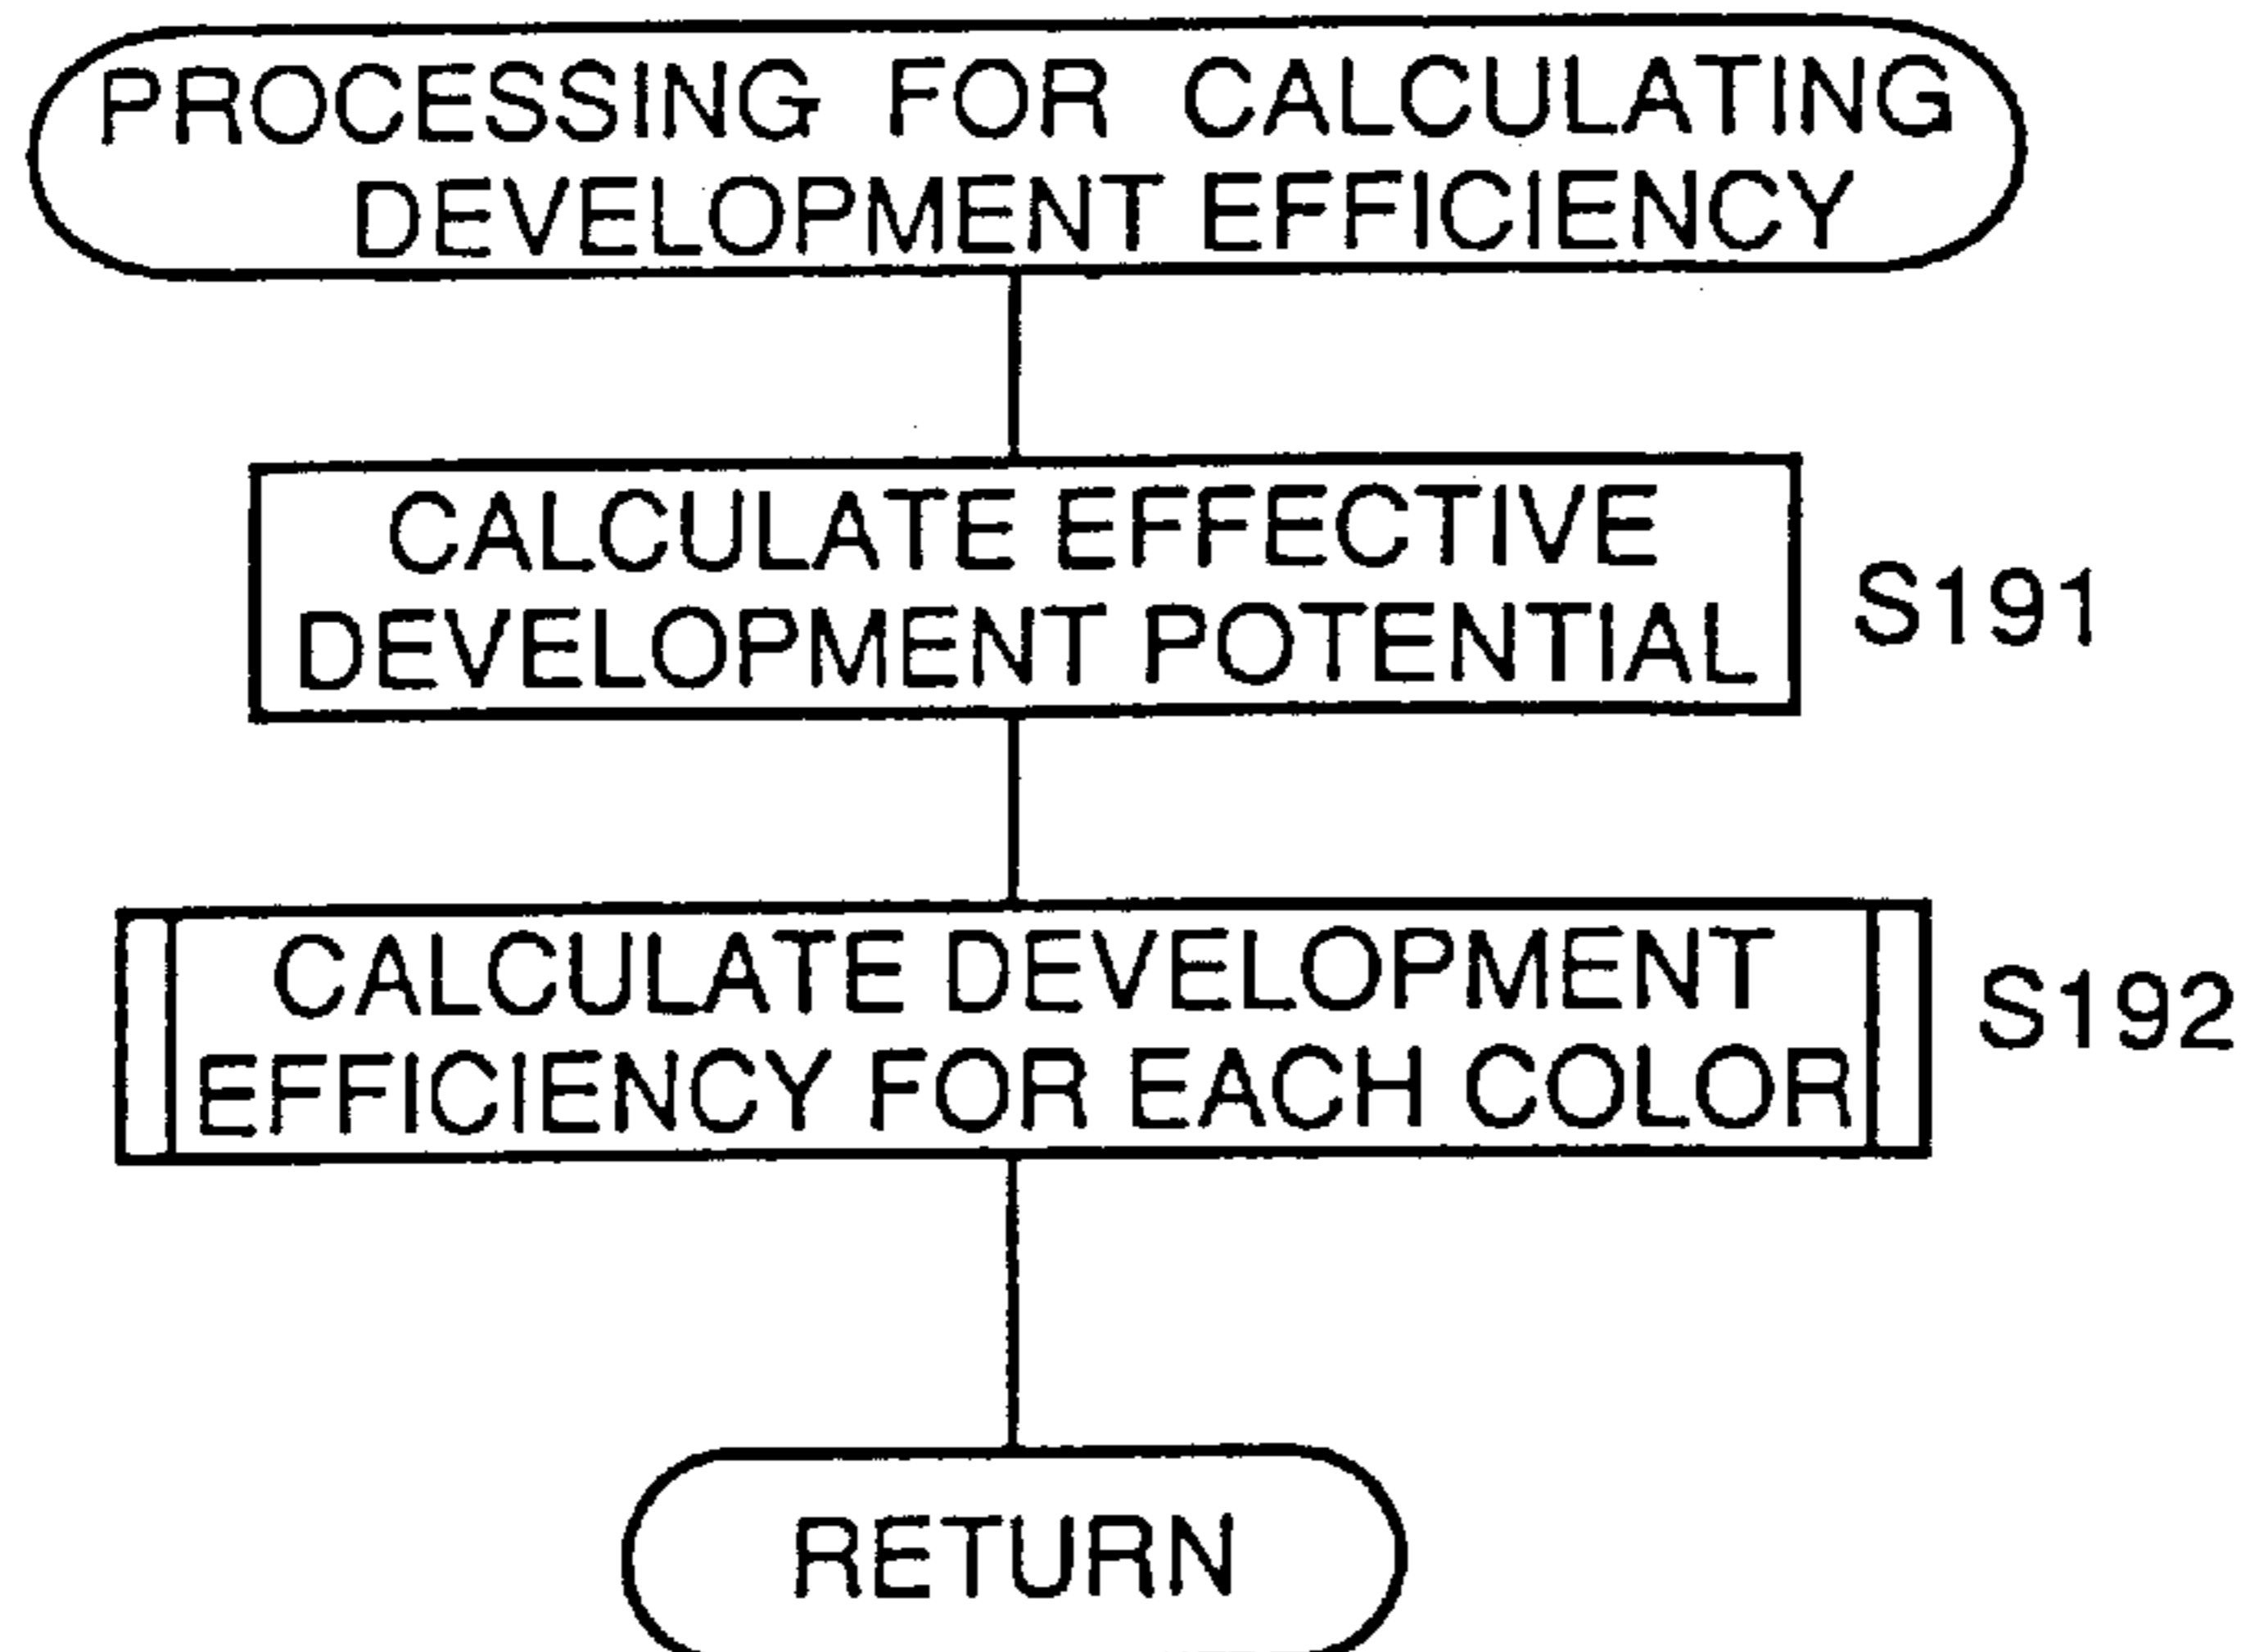 PROCESSING FOR CALCULATING
DEVELOPMENT EFFICIENCY
CALCULATE EFFECTIVE
DEVELOPMENT POTENTIAL
S191
CALCULATE DEVELOPMENT
EFFICIENCY FOR EACH COLOR
S192
RETURN